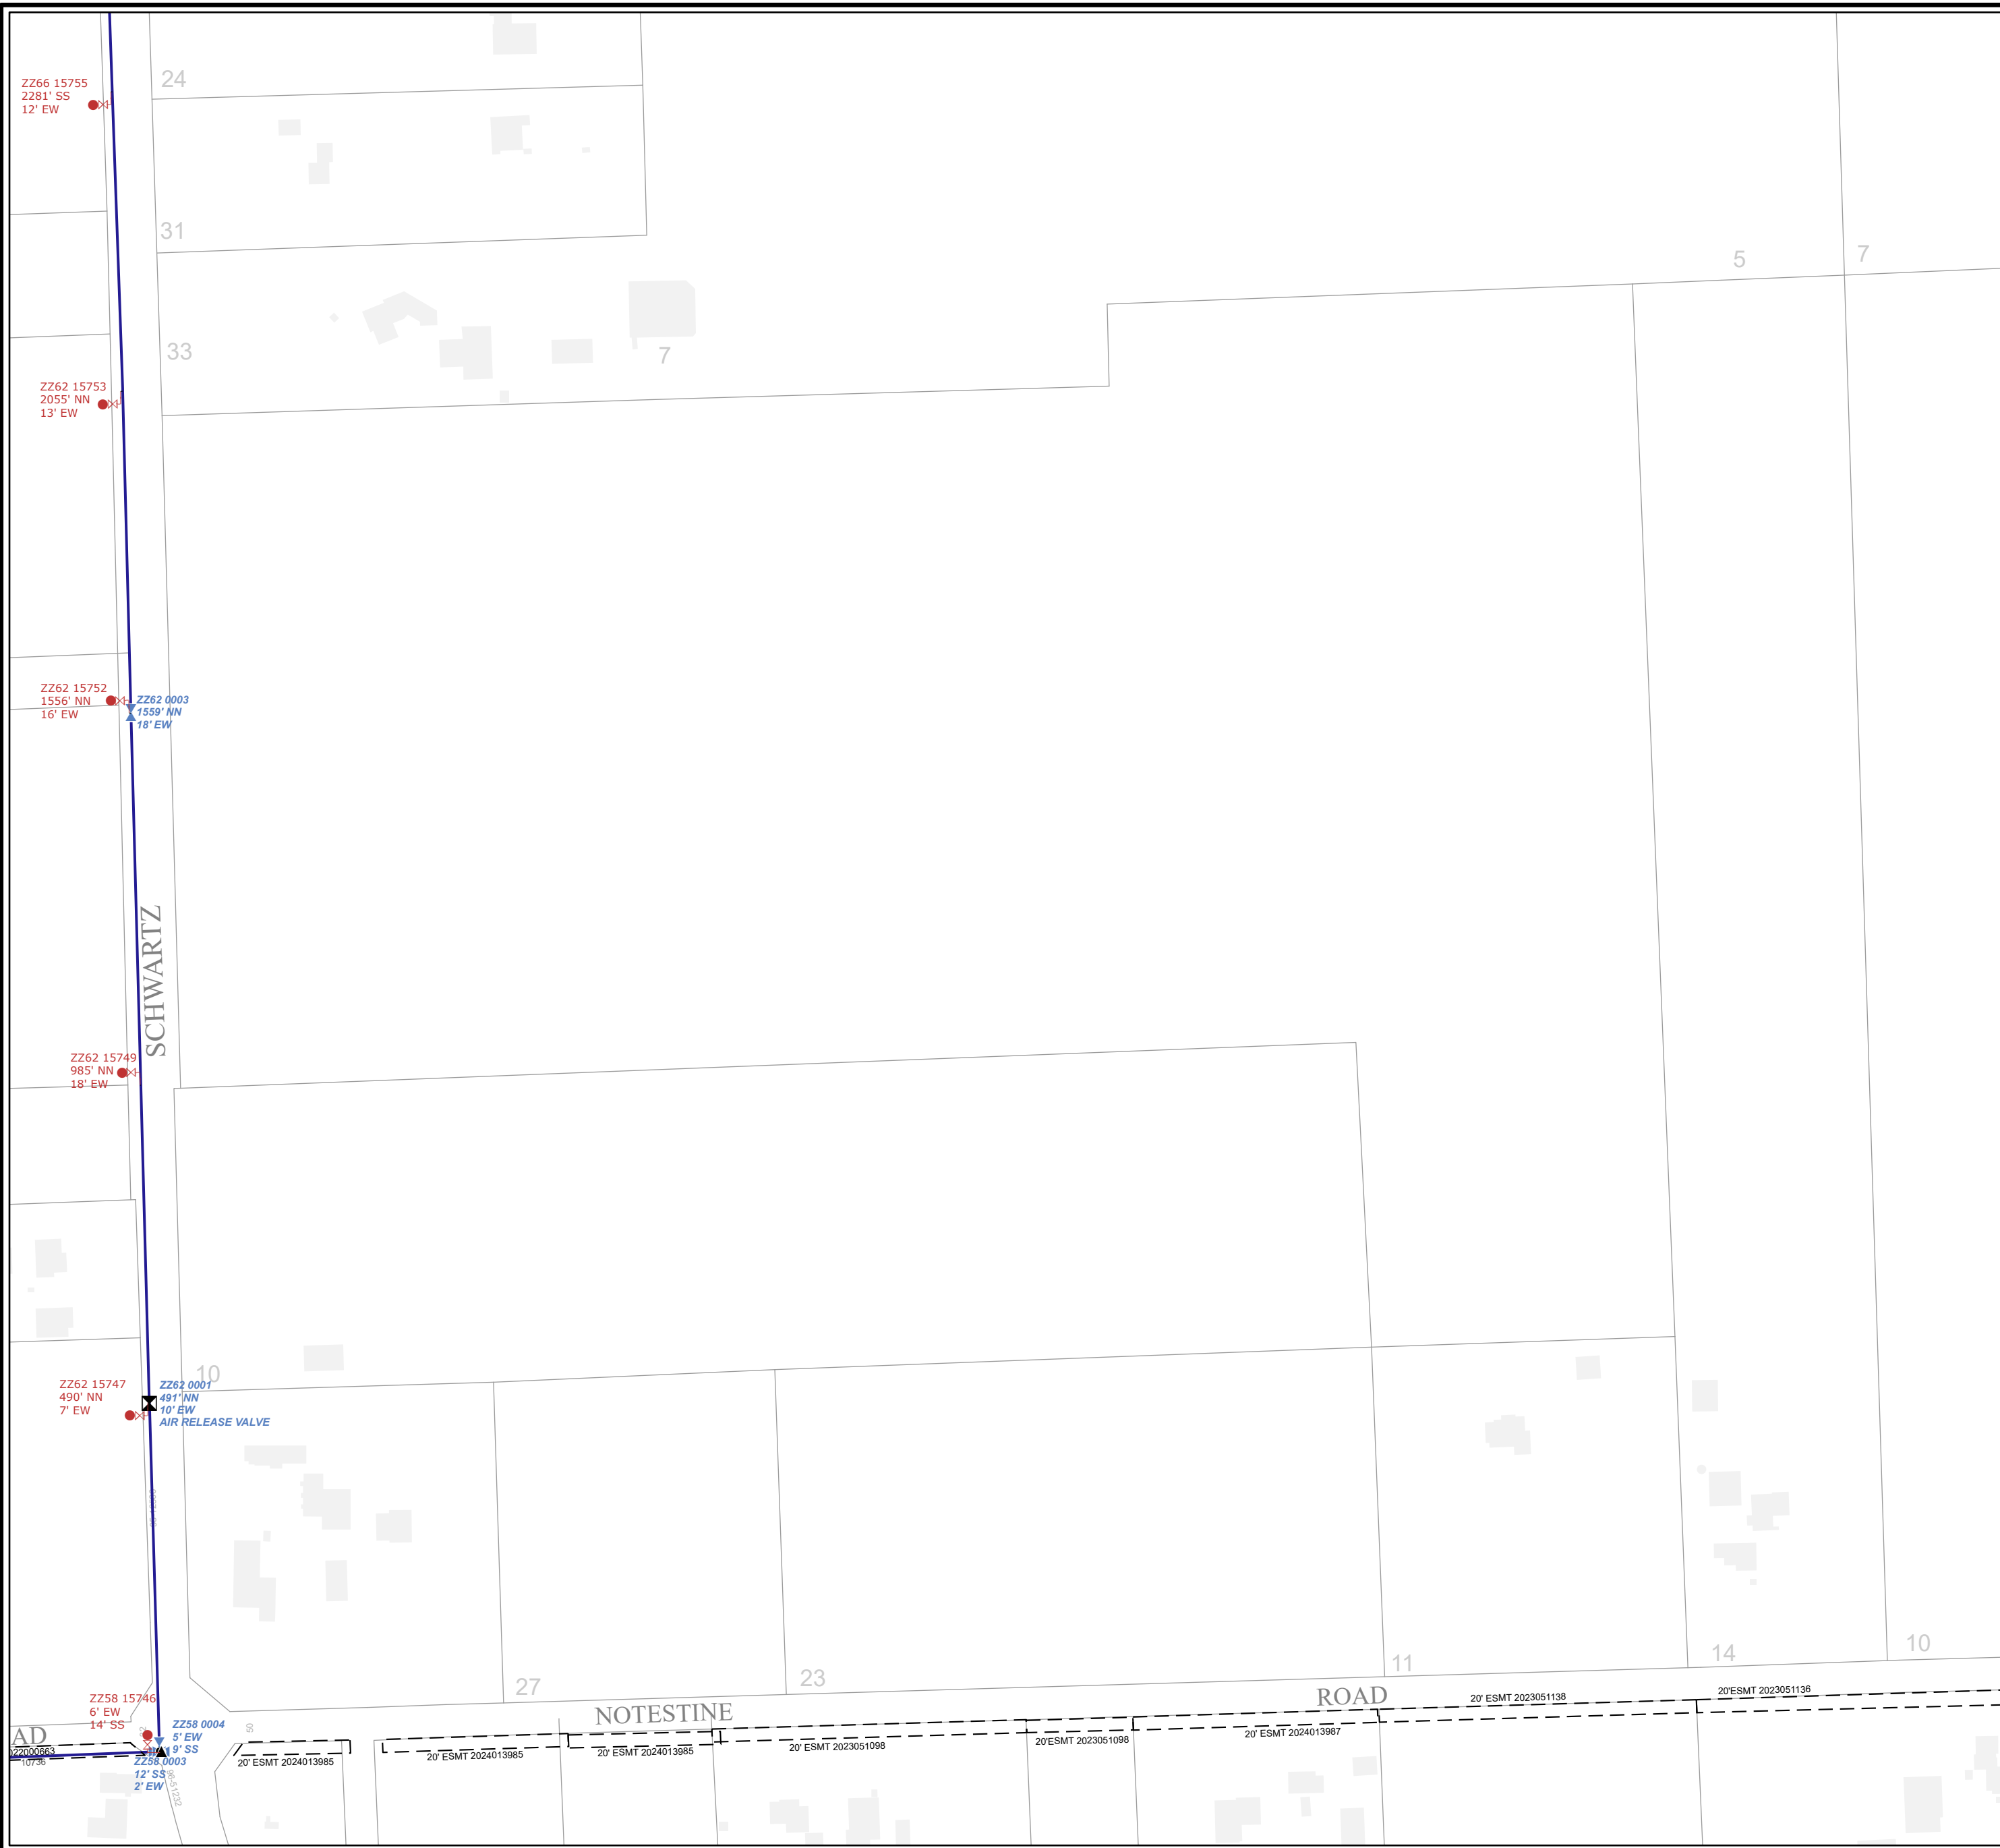 24
ZZ66 15755
2281' SS
12' EW
31
5
7
33
7
ZZ62 15753
2055' NN
13' EW
ZZ62 15752
1556' NN
16' EW
ZZ62 0003
1559' NN
18' EW
SCHWARTZ
ZZ62 15749
985' NN
18' EW
10
ZZ62 15747
490' NN
7' EW
ZZ62 0001
491' NN
10' EW
AIR RELEASE VALVE
10
14
11
23
27
ROAD
NOTESTINE
20' ESMT 2023051138
20'ESMT 2023051136
ZZ58 15746
6' EW
14' SS
ZZ58 0004
5' EW
9' SS
50
AD
022000663
10736
ZZ58 0003
12' SS
2' EW
96-51232
20' ESMT 2024013985
20' ESMT 2024013985
20' ESMT 2024013985
20' ESMT 2023051098
20'ESMT 2023051098
20' ESMT 2024013987